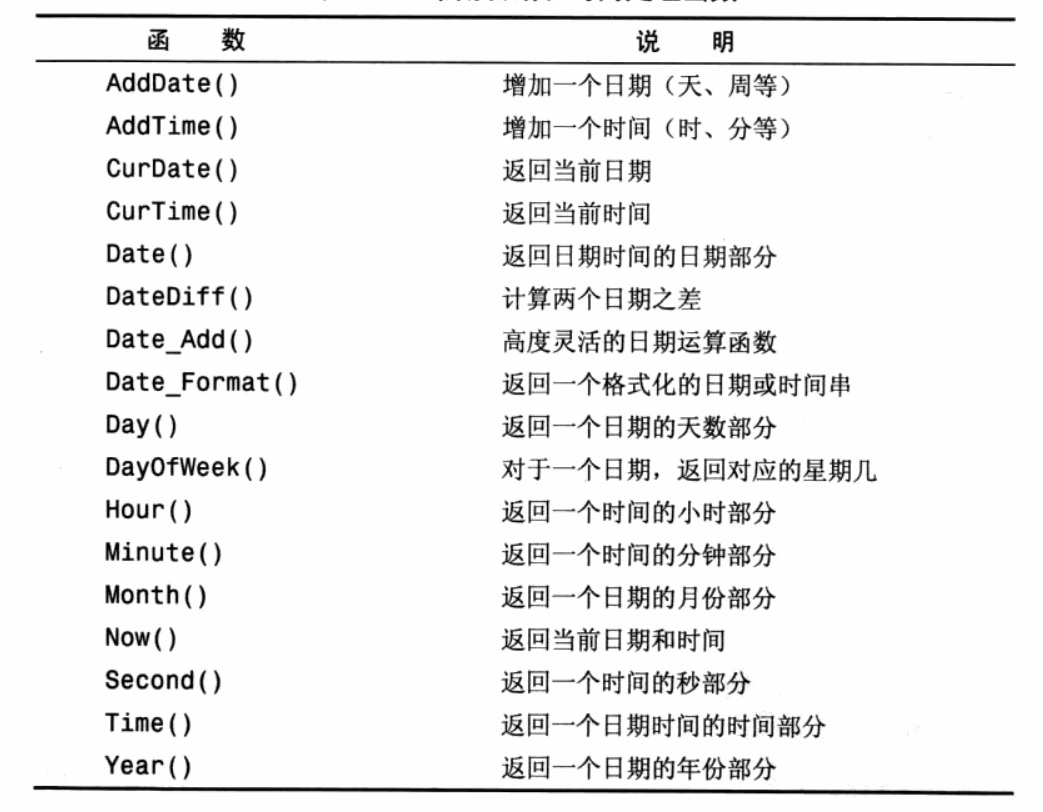 函 数 说 明
AddDate() 增加一个日期（天、周等）
AddTime() 增加一个时间（时、分等）
CurDate() 返回当前日期
CurTime() 返回当前时间
Date() 返回日期时间的日期部分
DateDiff() 计算两个日期之差
Date_Add() 高度灵活的日期运算函数
Date_Format() 返回一个格式化的日期或时间串
Day() 返回一个日期的天数部分
DayOfWeek() 对于一个日期，返回对应的星期几
Hour() 返回一个时间的小时部分
Minute() 返回一个时间的分钟部分
Month() 返回一个日期的月份部分
Now() 返回当前日期和时间
Second() 返回一个时间的秒部分
Time() 返回一个日期时间的时间部分
Year() 返回一个日期的年份部分